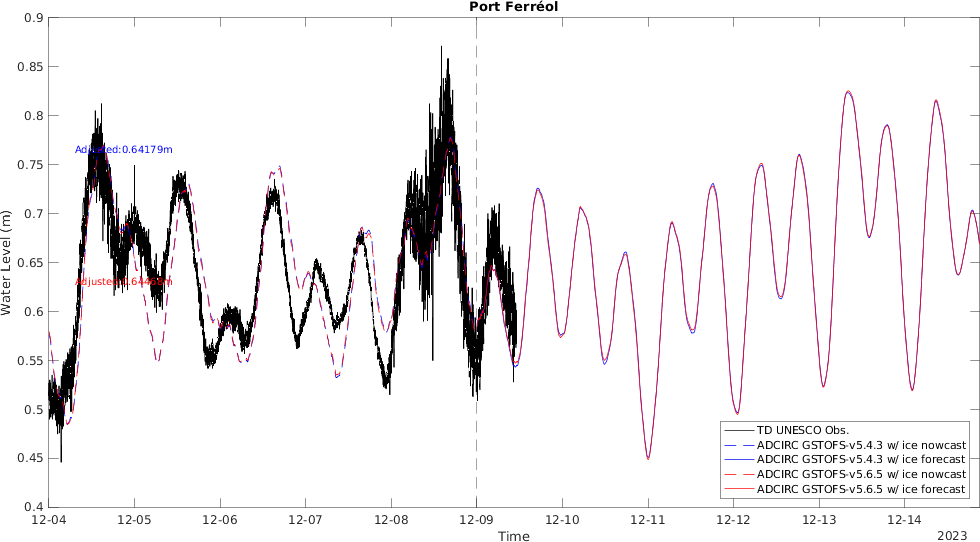 Port Ferréol
0.9
0.85
0.8
0.75
0.7
0.65
0.6
0.55
0.5
0.45
0.4
Water Level (m)
Adjusted:0.64179m
12-04
12-05
12-06
12-07
12-08
12-09
12-10
12-11
12-12
12-13
12-14
Time
2023
TD UNESCO Obs.
ADCIRC GSTOFS-v5.4.3 w/ ice nowcast
ADCIRC GSTOFS-v5.4.3 w/ ice forecast
ADCIRC GSTOFS-v5.6.5 w/ ice nowcast
ADCIRC GSTOFS-v5.6.5 w/ ice forecast